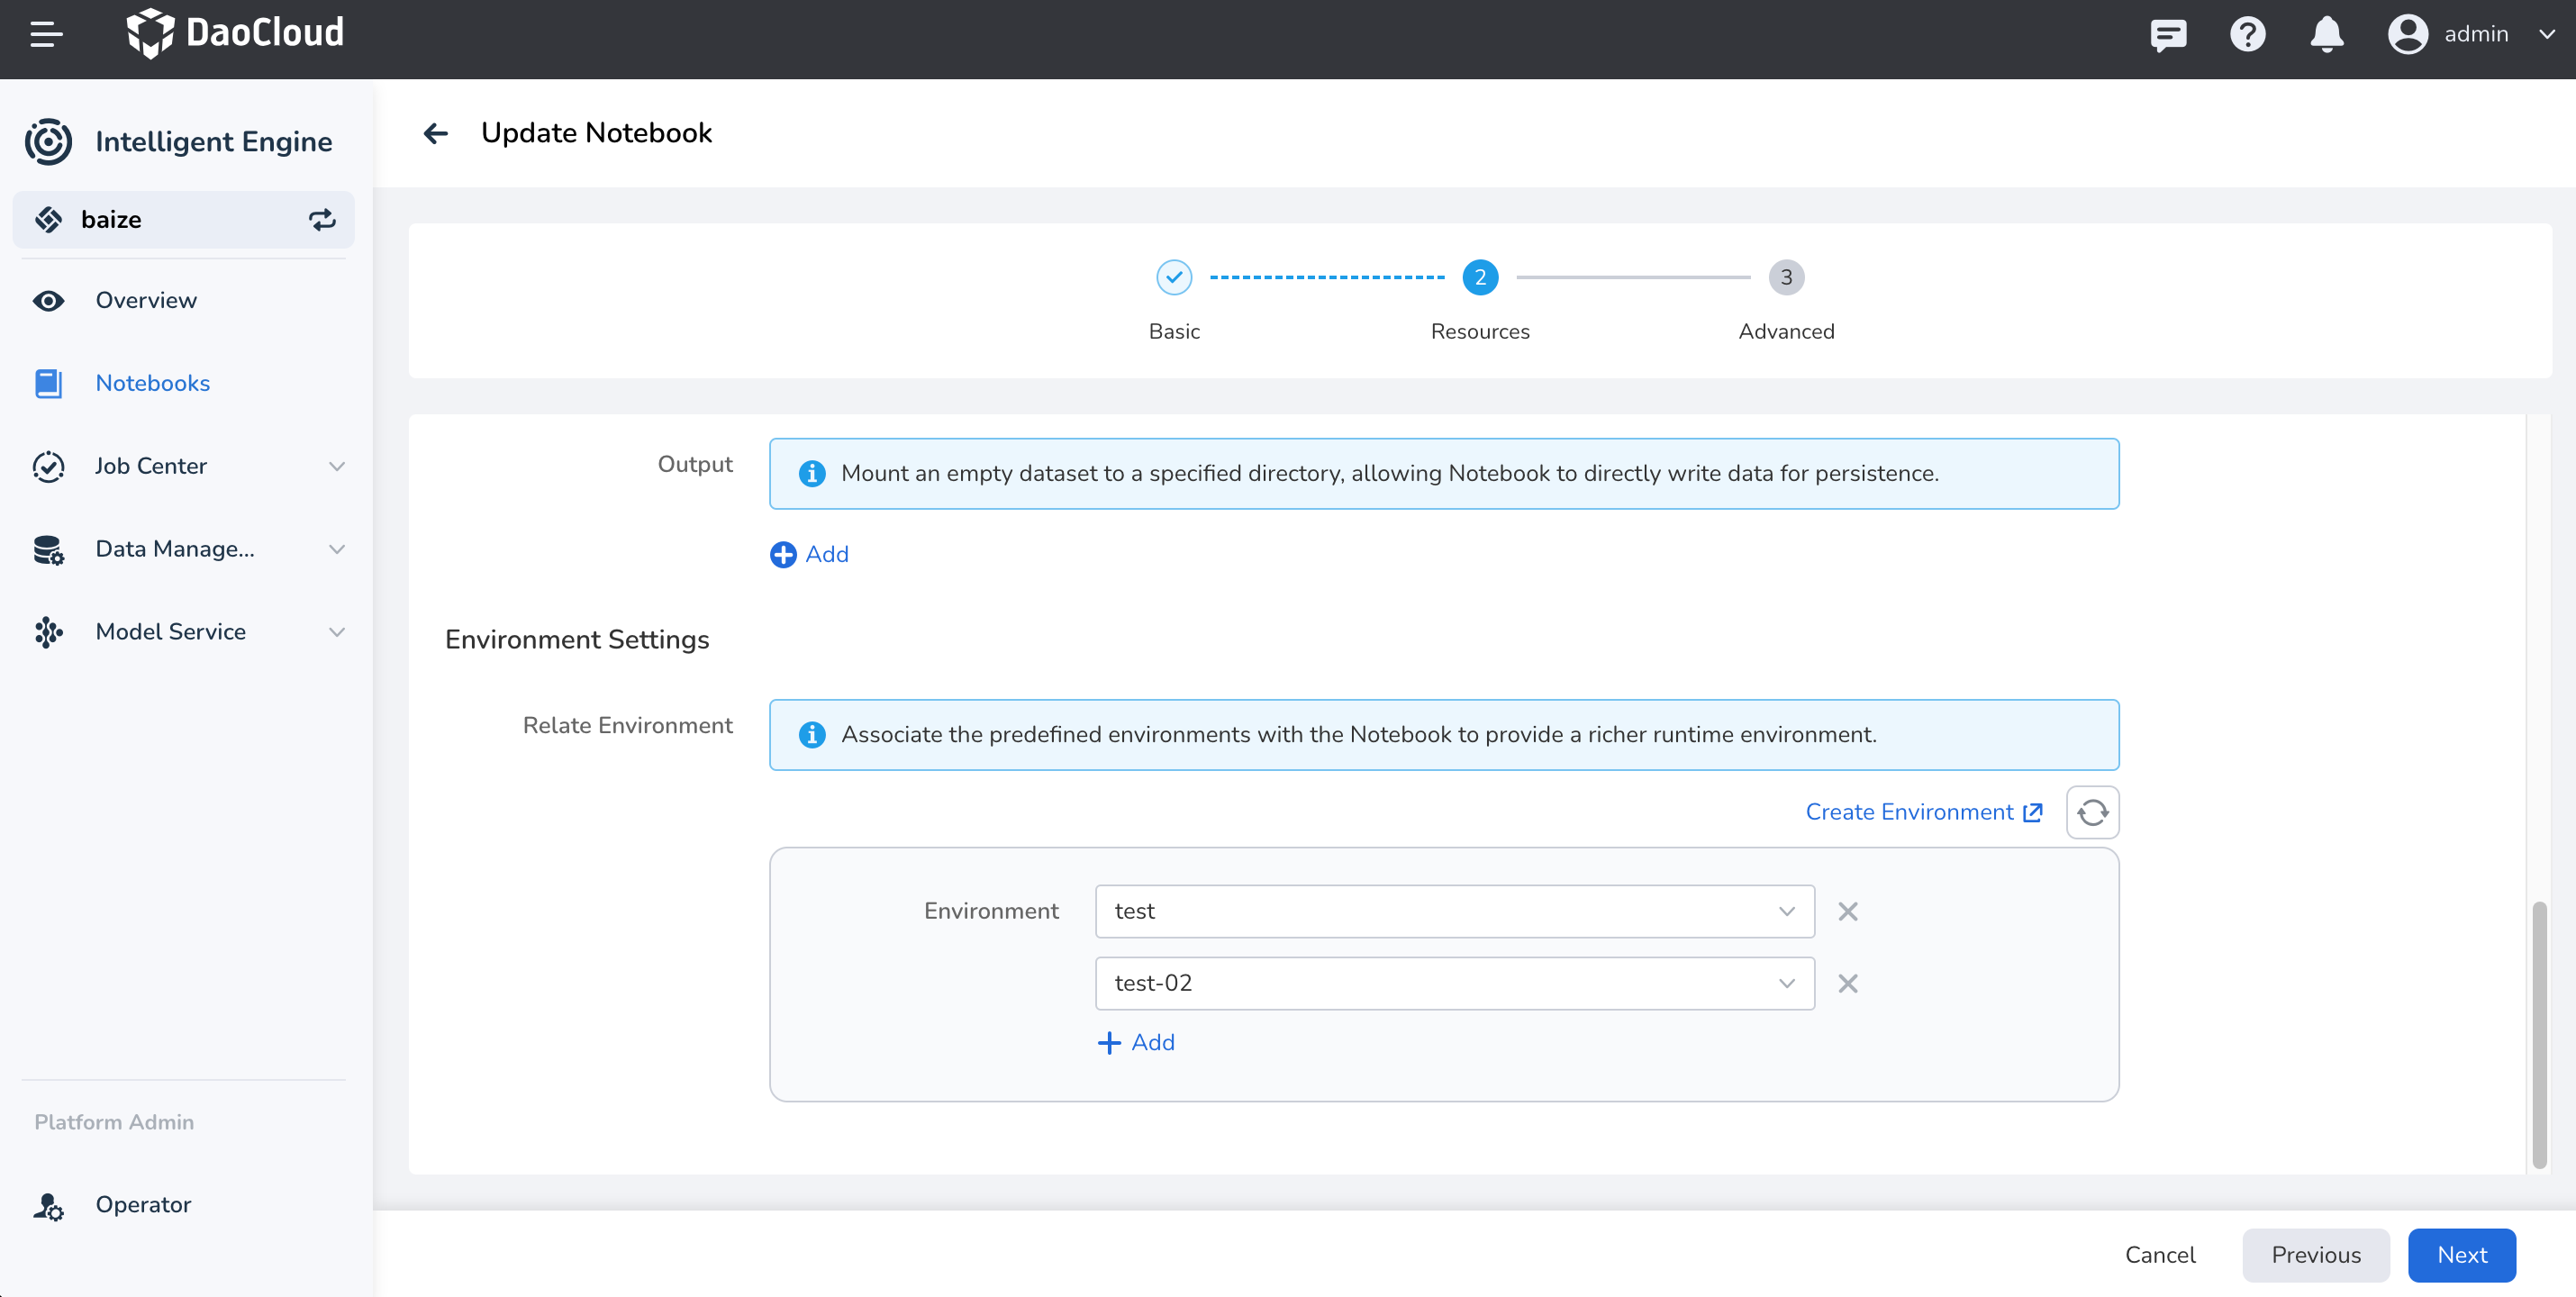 DaoCloud
admin
Intelligent Engine
baize
Overview
Notebooks
Job Center
Data Manage...
Model Service
Platform Admin
Operator
Update Notebook
2
3
Basic
Resources
Advanced
Output
Mount an empty dataset to a specified directory, allowing Notebook to directly write data for persistence.
Add
Environment Settings
Relate Environment
Associate the predefined environments with the Notebook to provide a richer runtime environment.
Create Environment
Environment
test
test-02
Add
Cancel
Previous
Next